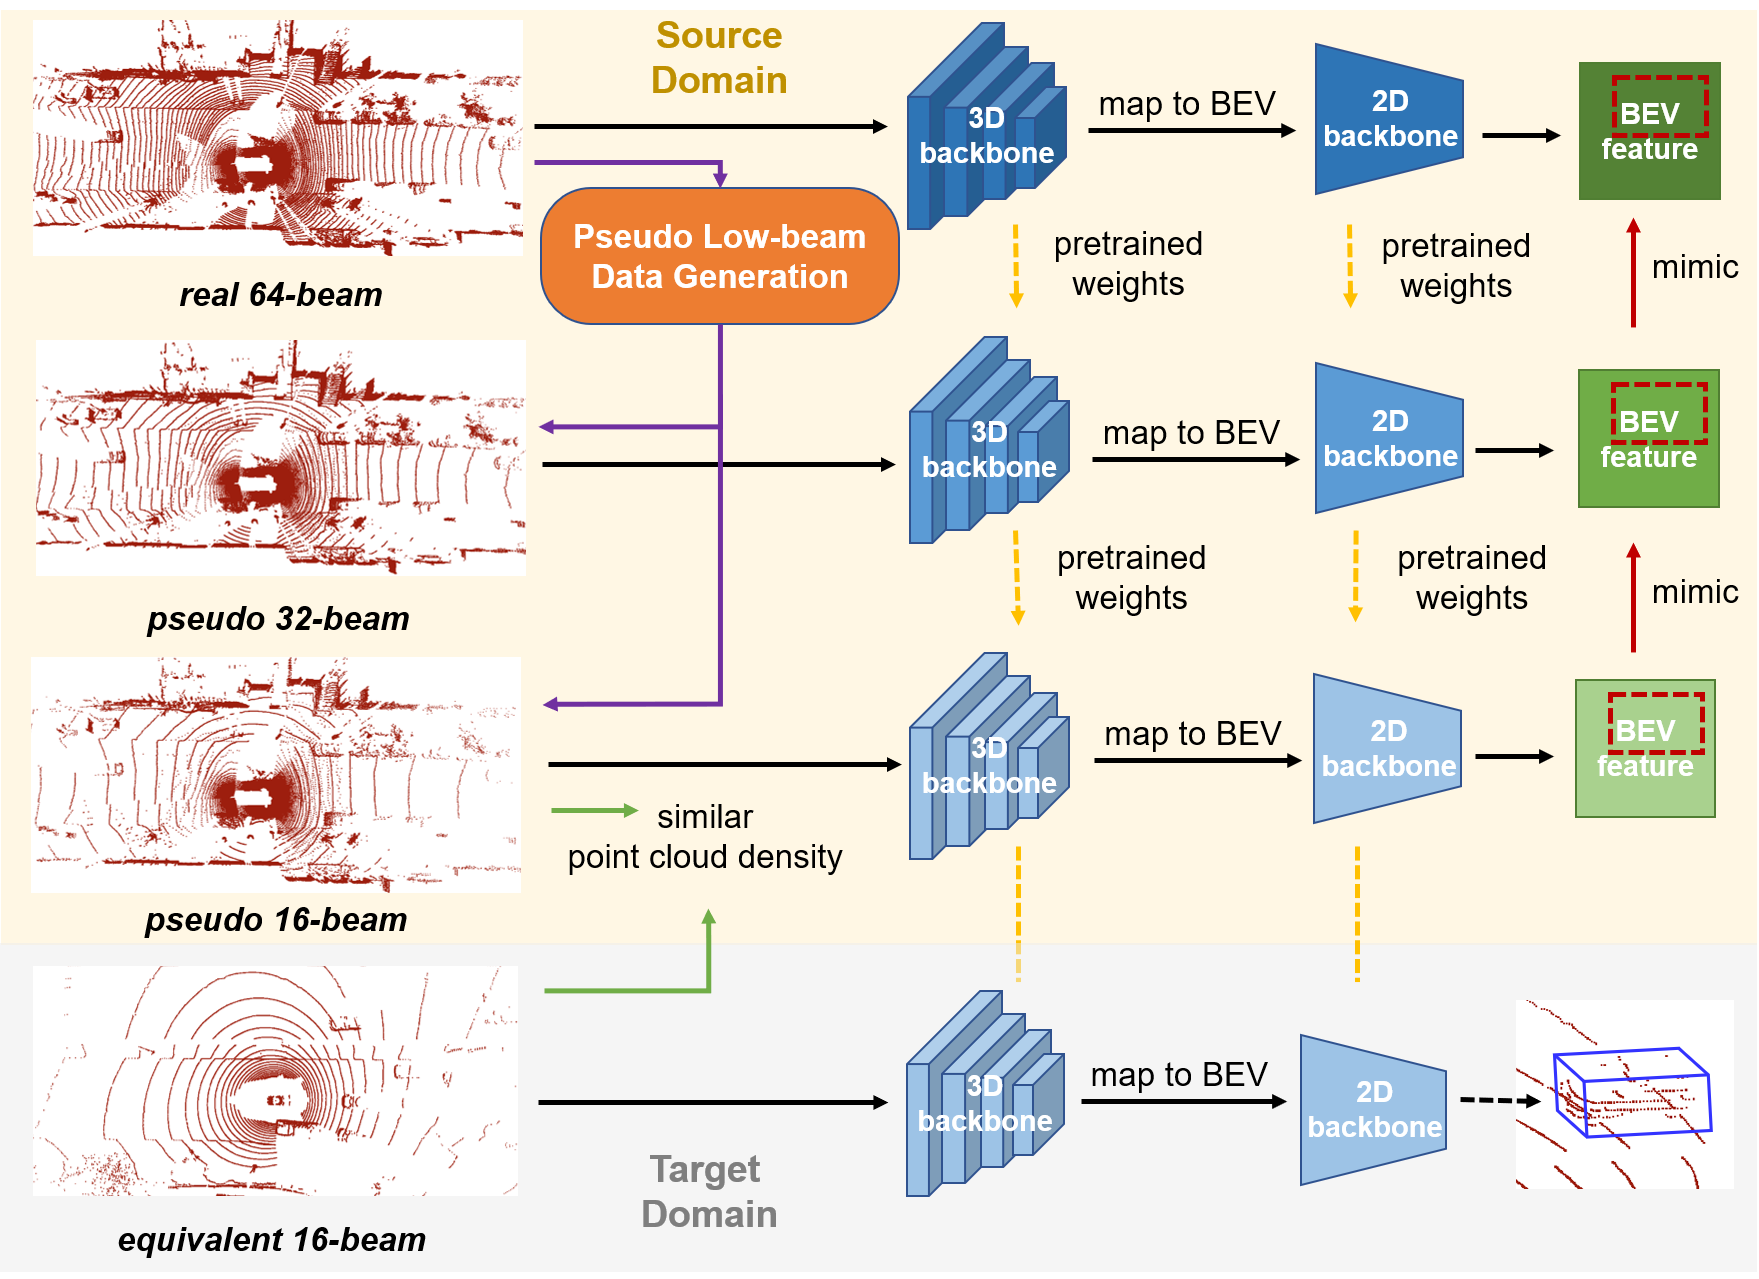 Source
Domain
3D
backbone
map to BEV
2D
backbone
BEV
feature
real 64-beam
Pseudo Low-beam
Data Generation
pretrained
weights
pretrained
weights
mimic
pseudo 32-beam
3D
backbone
map to BEV
2D
backbone
BEV
feature
pretrained
weights
pretrained
weights
mimic
pseudo 16-beam
3D
backbone
map to BEV
2D
backbone
BEV
feature
similar
point cloud density
equivalent 16-beam
Target
Domain
3D
backbone
map to BEV
2D
backbone